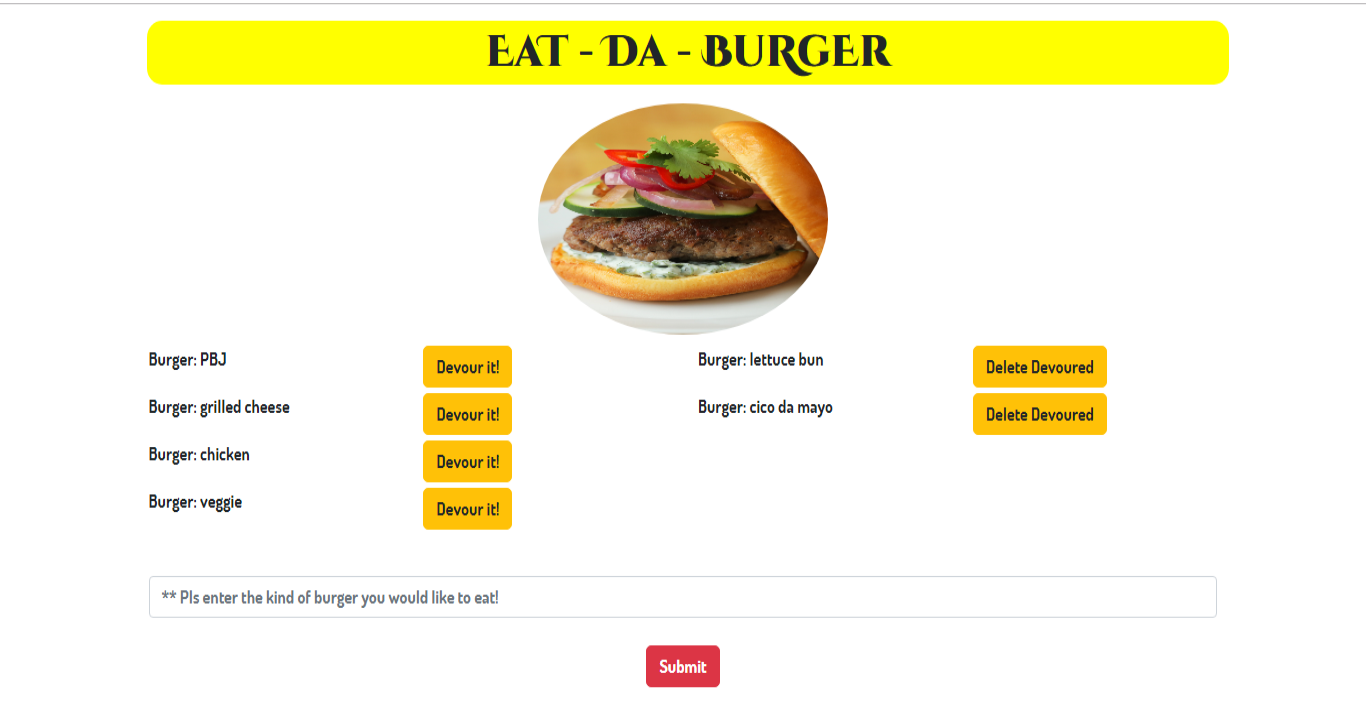 Eat - Da - Burger
Burger: PBJ
Devour it!
Burger: lettuce bun
Delete Devoured
Burger: grilled cheese
Devour it!
Burger: cico da mayo
Delete Devoured
Burger: chicken
Devour it!
Burger: veggie
Devour it!
** Pls enter the kind of burger you would like to eat!
Submit